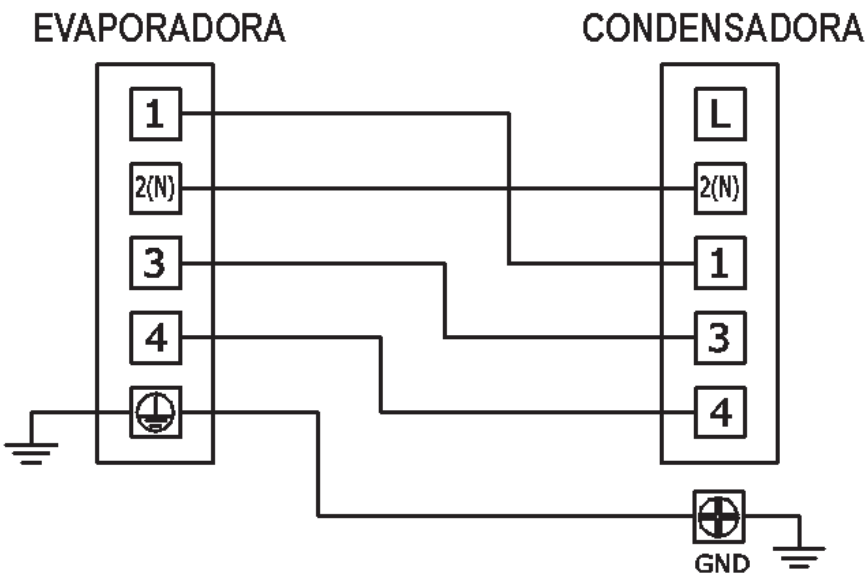 EVAPORADORA
1
2(N)
3
4
CONDENSADORA
L
2(N)
1
3
4
GND